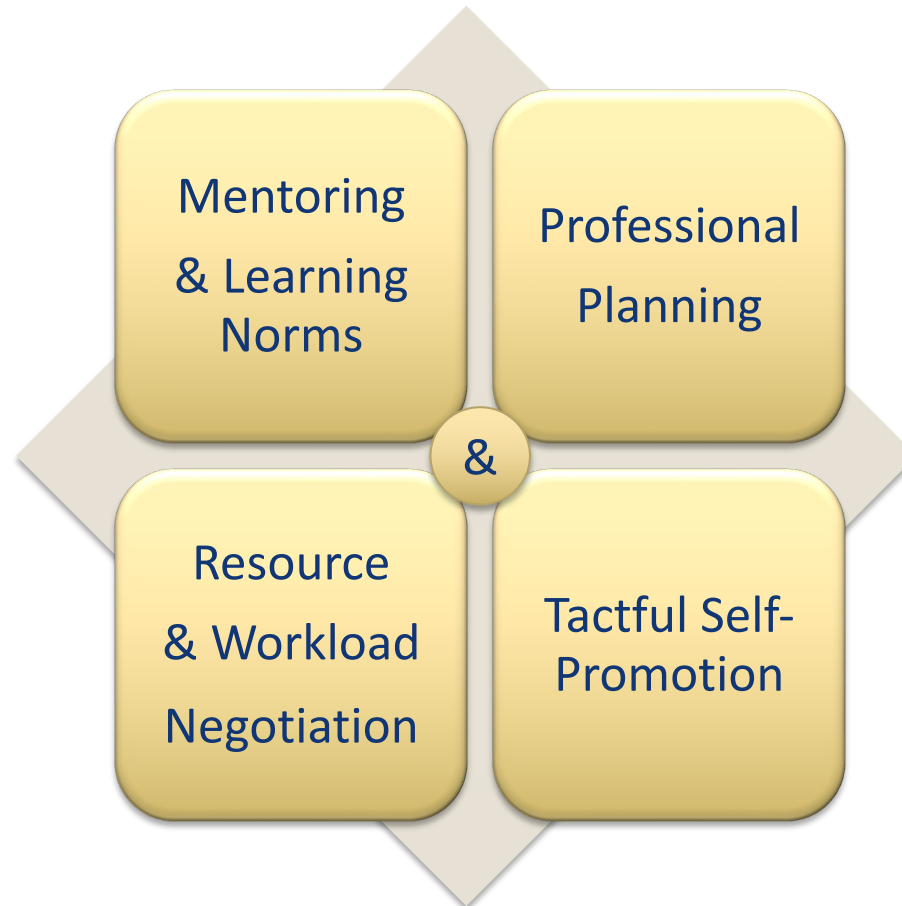 Mentoring
& Learning
Norms
Professional
Planning
&
Resource
& Workload
Negotiation
Tactful Self-
Promotion